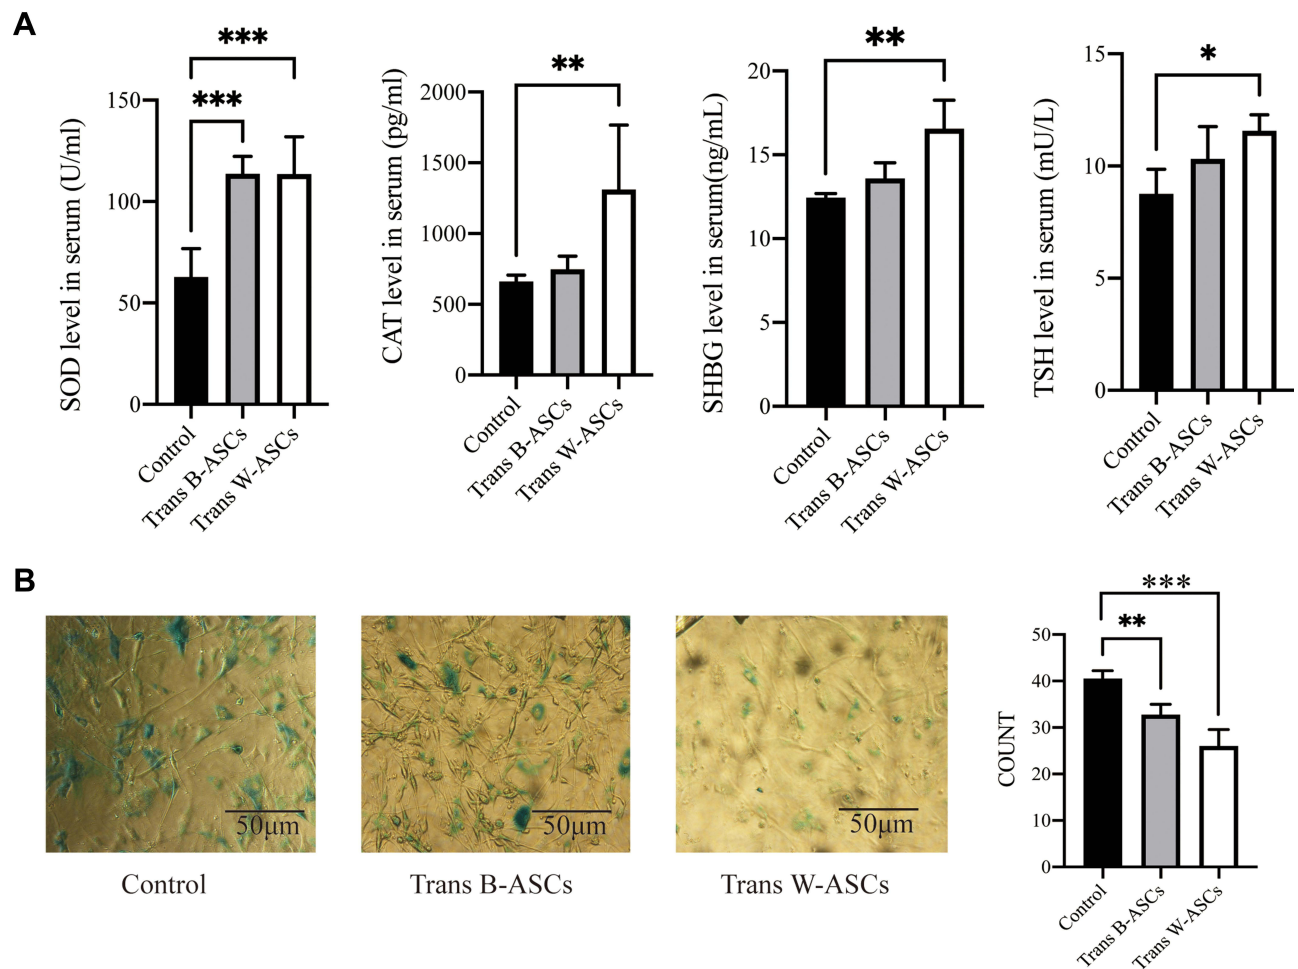 A
SOD level in serum (U/ml)
150
100
50
0
***
***
Control
Trans B-ASCs
Trans W-ASCs
CAT level in serum (pg/ml)
2000
1500
1000
500
0
**
Control
Trans B-ASCs
Trans W-ASCs
SHBG level in serum(ng/mL)
20
15
10
5
0
**
Control
Trans B-ASCs
Trans W-ASCs
TSH level in serum (mU/L)
15
10
5
0
*
Control
Trans B-ASCs
Trans W-ASCs
B
50μm
Control
50μm
Trans B-ASCs
50μm
Trans W-ASCs
COUNT
50
40
30
20
10
0
***
**
Control
Trans B-ASCs
Trans W-ASCs